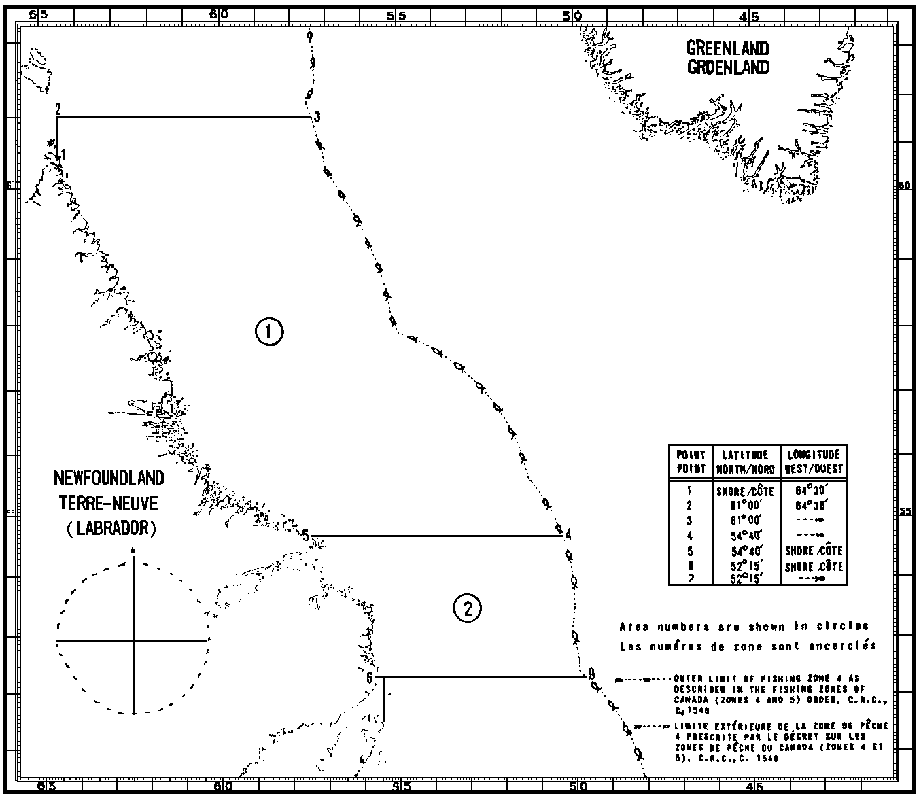 65 60 55 50 45
GREENLAND
GROENLAND
2
3
1
60
1
NEWFOUNDLAND
TERRE-NEUVE
(LABRADOR)
POINT LATITUDE LONGITUDE
POINT NORTH/NORD WEST/OUEST
1 SHORE/CÔTE 64°30′
2 61°00′ 64°30′
3 61°00′
4 54°40′
5 54°40′ SHORE/CÔTE
6 52°15′ SHORE/CÔTE
7 52°15′
55
5
4
2
Area numbers are shown in circles
Les numéros de zone sont encerclés
6
OUTER LIMIT OF FISHING ZONE 4 AS
DESCRIBED IN THE FISHING ZONES OF
CANADA (ZONES 4 AND 5) ORDER, C.R.C.,
C.1548
LIMITE EXTÉRIEURE DE LA ZONE DE PÊCHE
4 PRESCRITE PAR LE DÉCRET SUR LES
ZONES DE PÊCHE DU CANADA (ZONES 4 ET
5), C.R.C., C. 1548
65 60 55 50 45